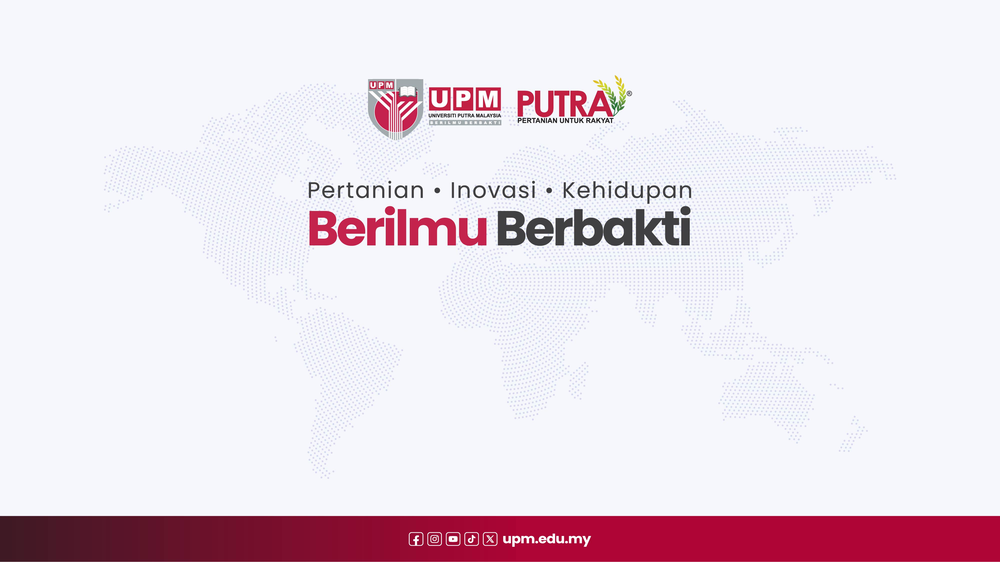 UPM
UPM
UNIVERSITI PUTRA MALAYSIA
BERILMU BERBAKTI
PUTRA®
PERTANIAN UNTUK RAKYAT
Pertanian • Inovasi • Kehidupan
Berilmu Berbakti
upm.edu.my